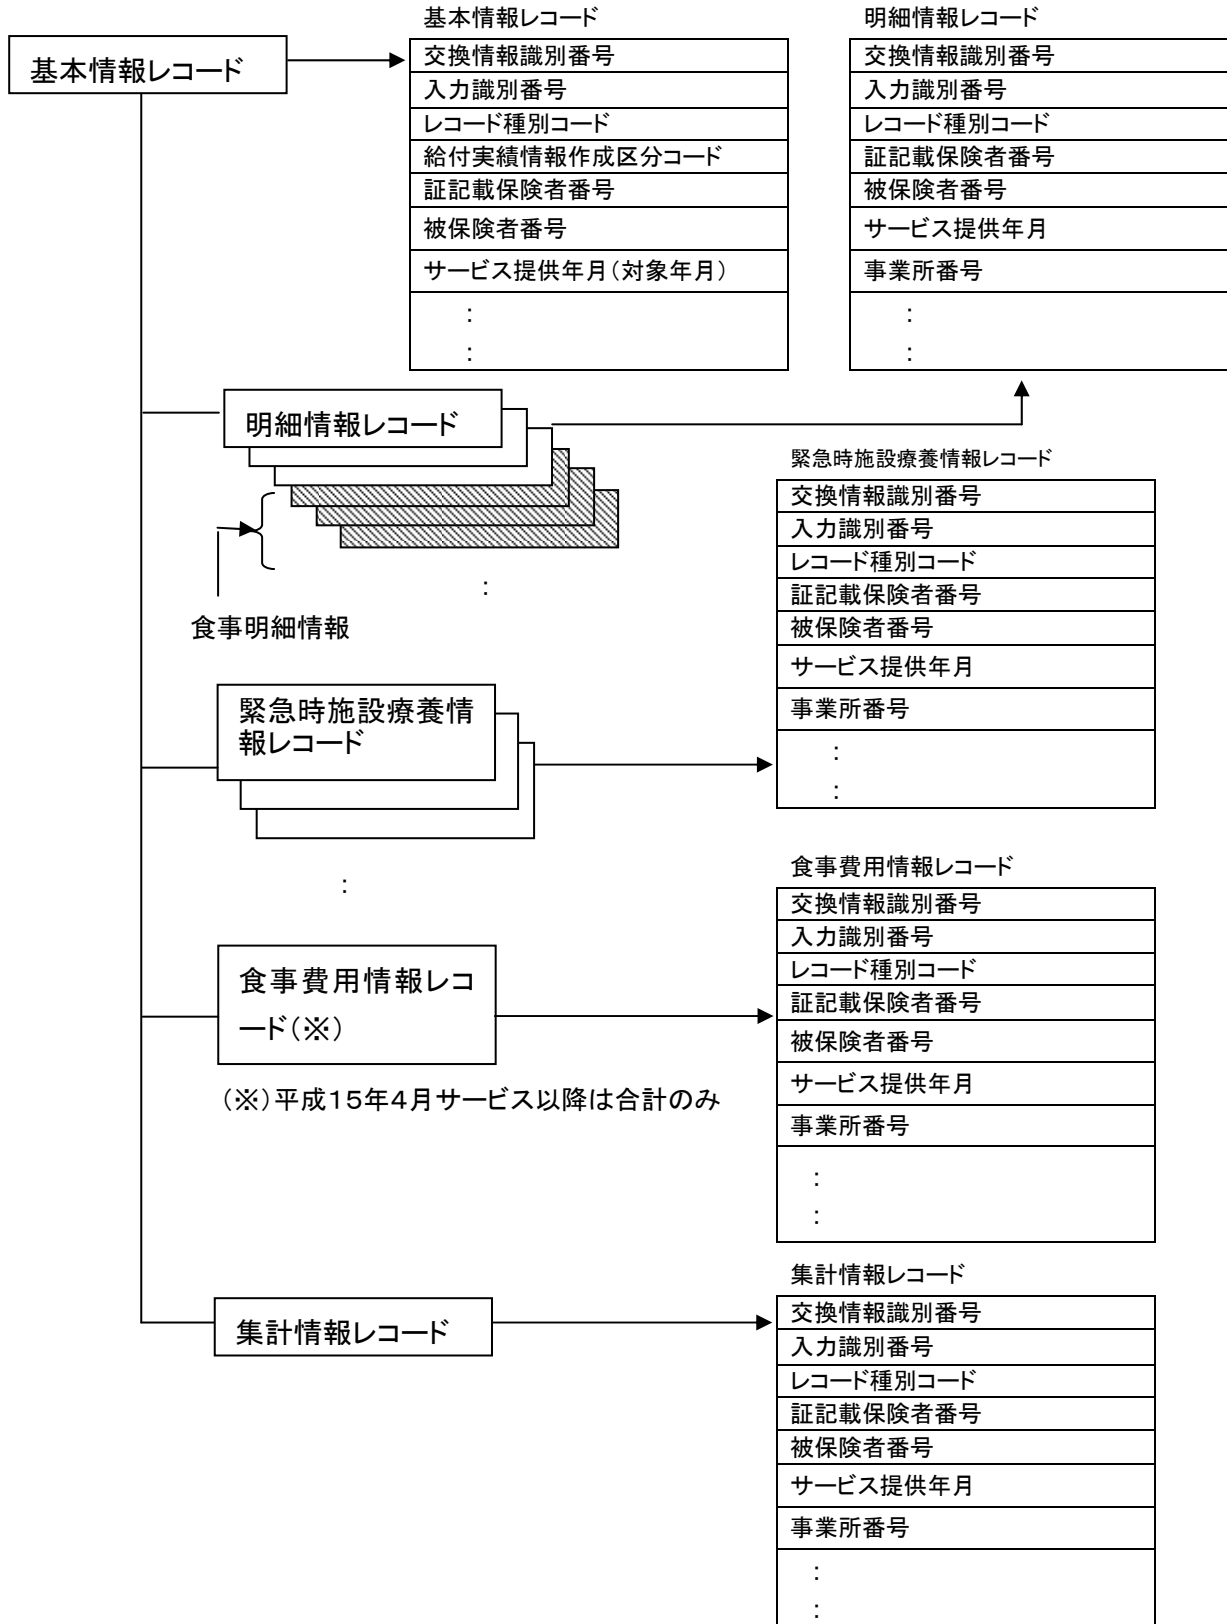 基本情報レコード
基本情報レコード
交換情報識別番号
入力識別番号
レコード種別コード
給付実績情報作成区分コード
証記載保険者番号
被保険者番号
サービス提供年月(対象年月)
:
:
明細情報レコード
交換情報識別番号
入力識別番号
レコード種別コード
証記載保険者番号
被保険者番号
サービス提供年月
事業所番号
:
:
明細情報レコード
:
食事明細情報
緊急時施設療養情報レコード
交換情報識別番号
入力識別番号
レコード種別コード
証記載保険者番号
被保険者番号
サービス提供年月
事業所番号
:
:
緊急時施設療養情
報レコード
:
食事費用情報レコード
交換情報識別番号
入力識別番号
レコード種別コード
証記載保険者番号
被保険者番号
サービス提供年月
事業所番号
:
:
食事費用情報レコ
ード(※)
(※)平成15年4月サービス以降は合計のみ
集計情報レコード
集計情報レコード
交換情報識別番号
入力識別番号
レコード種別コード
証記載保険者番号
被保険者番号
サービス提供年月
事業所番号
:
: